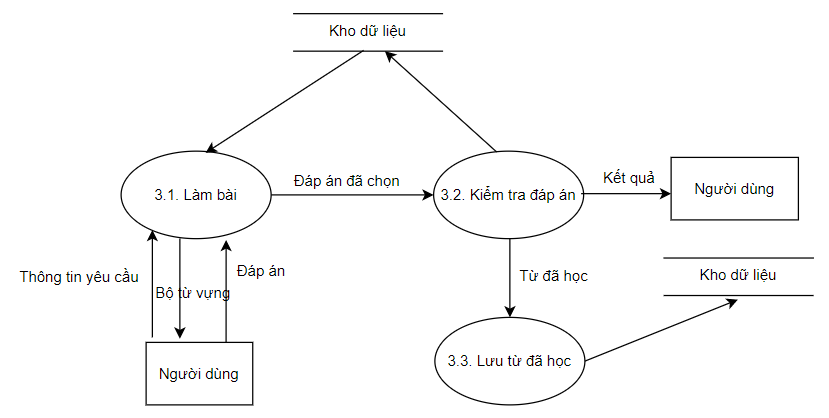 Kho dữ liệu
3.1. Làm bài
Đáp án đã chọn
3.2. Kiểm tra đáp án
Kết quả
Người dùng
Thông tin yêu cầu
Bộ từ vựng
Đáp án
Từ đã học
Kho dữ liệu
Người dùng
3.3. Lưu từ đã học